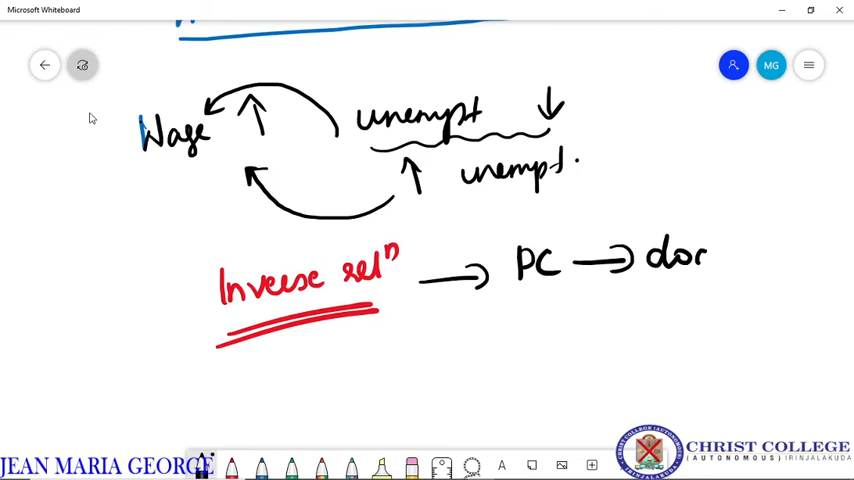 Microsoft Whiteboard
MG
Wage ↑ unempt ↓
↑ unempt.
Inverse relⁿ → PC → dor
A
JEAN MARIA GEORGE
CHRIST COLLEGE
(AUTONOMOUS) IRINJALAKUDA